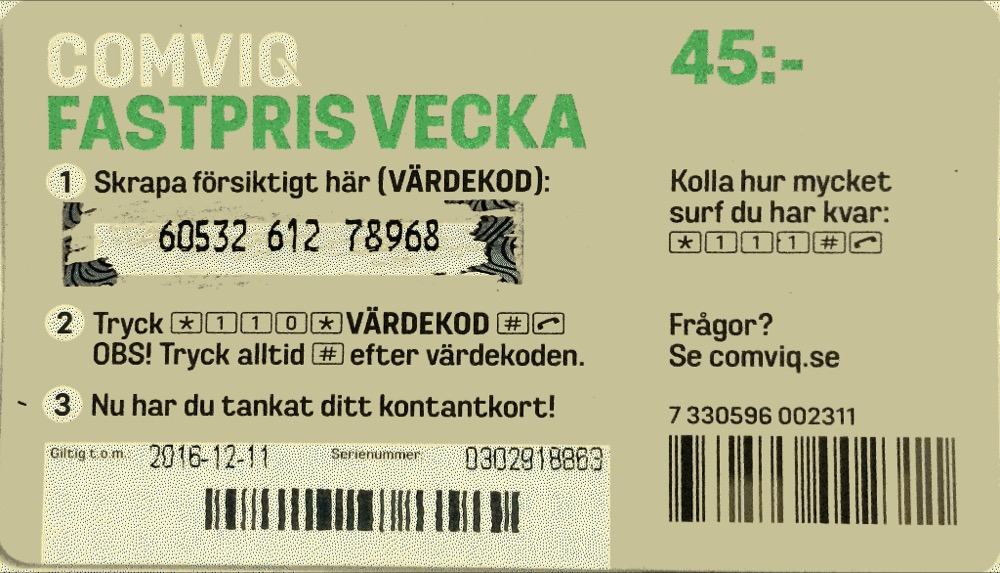 COMVIQ
FASTPRIS VECKA
45:-
1 Skrapa försiktigt här (VÄRDEKOD):
60532 612 78968
2 Tryck * 1 1 0 * VÄRDEKOD #
OBS! Tryck alltid # efter värdekoden.
3 Nu har du tankat ditt kontantkort!
Giltig t.o.m. 2016-12-11 Serienummer 0302918863
Kolla hur mycket
surf du har kvar:
* 1 1 1 #
Frågor?
Se comviq.se
7 330596 002311